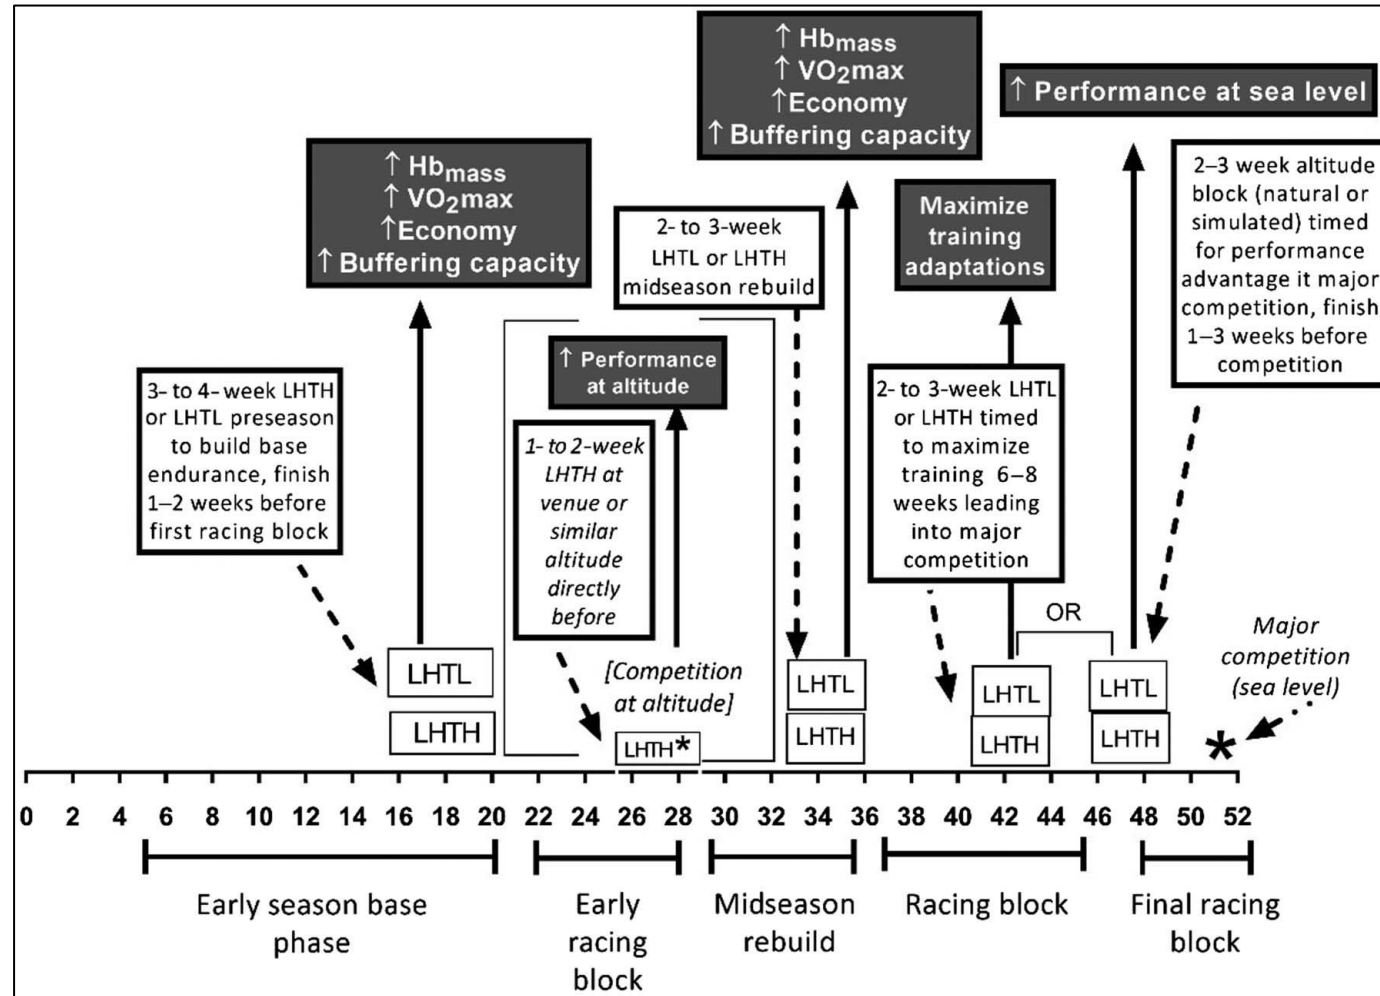 ↑ Hbmass
↑ VO2max
↑Economy
↑ Buffering capacity
3- to 4- week LHTH
or LHTL preseason
to build base
endurance, finish
1–2 weeks before
first racing block
LHTL
LHTH
↑ Performance
at altitude
1- to 2-week
LHTH at
venue or
similar
altitude
directly
before
[Competition
at altitude]
LHTH*
2- to 3-week
LHTL or LHTH
midseason rebuild
↑ Hbmass
↑ VO2max
↑Economy
↑ Buffering capacity
LHTL
LHTH
Maximize
training
adaptations
2- to 3-week LHTL
or LHTH timed
to maximize
training 6–8
weeks leading
into major
competition
LHTL
LHTH
OR
↑ Performance at sea level
2–3 week altitude
block (natural or
simulated) timed
for performance
advantage it major
competition, finish
1–3 weeks before
competition
LHTL
LHTH
Major
competition
(sea level)
*
0 2 4 6 8 10 12 14 16 18 20 22 24 26 28 30 32 34 36 38 40 42 44 46 48 50 52
Early season base
phase
Early
racing
block
Midseason
rebuild
Racing block
Final racing
block